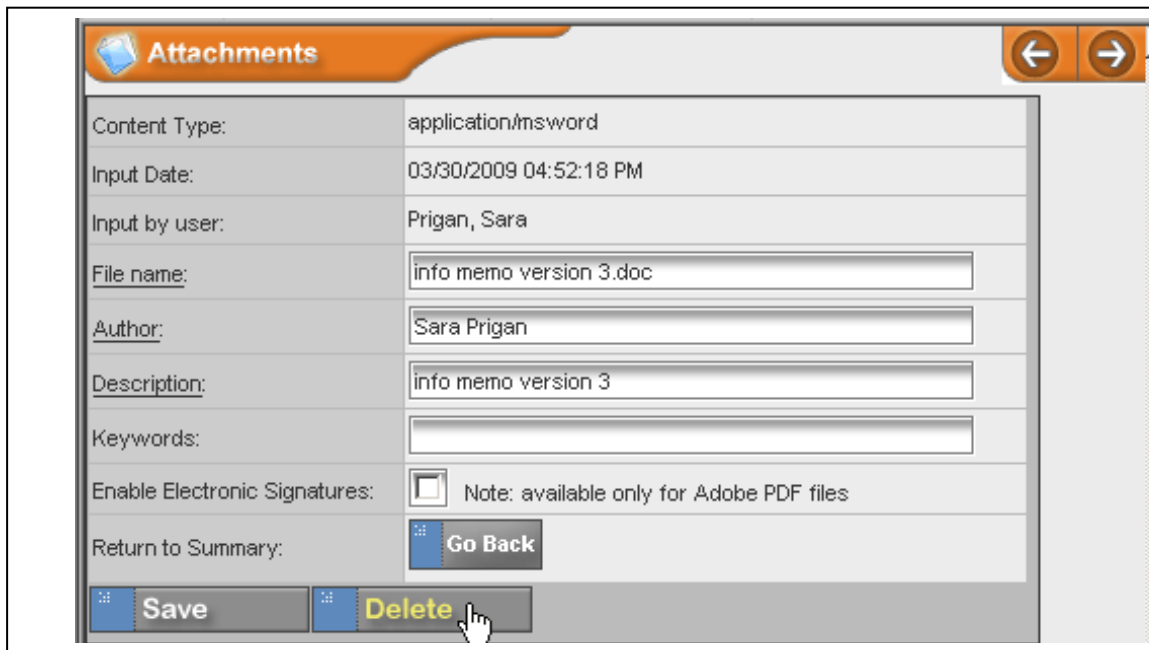 Attachments
Content Type: application/msword
Input Date: 03/30/2009 04:52:18 PM
Input by user: Prigan, Sara
File name: info memo version 3.doc
Author: Sara Prigan
Description: info memo version 3
Keywords:
Enable Electronic Signatures: Note: available only for Adobe PDF files
Return to Summary: Go Back
Save Delete